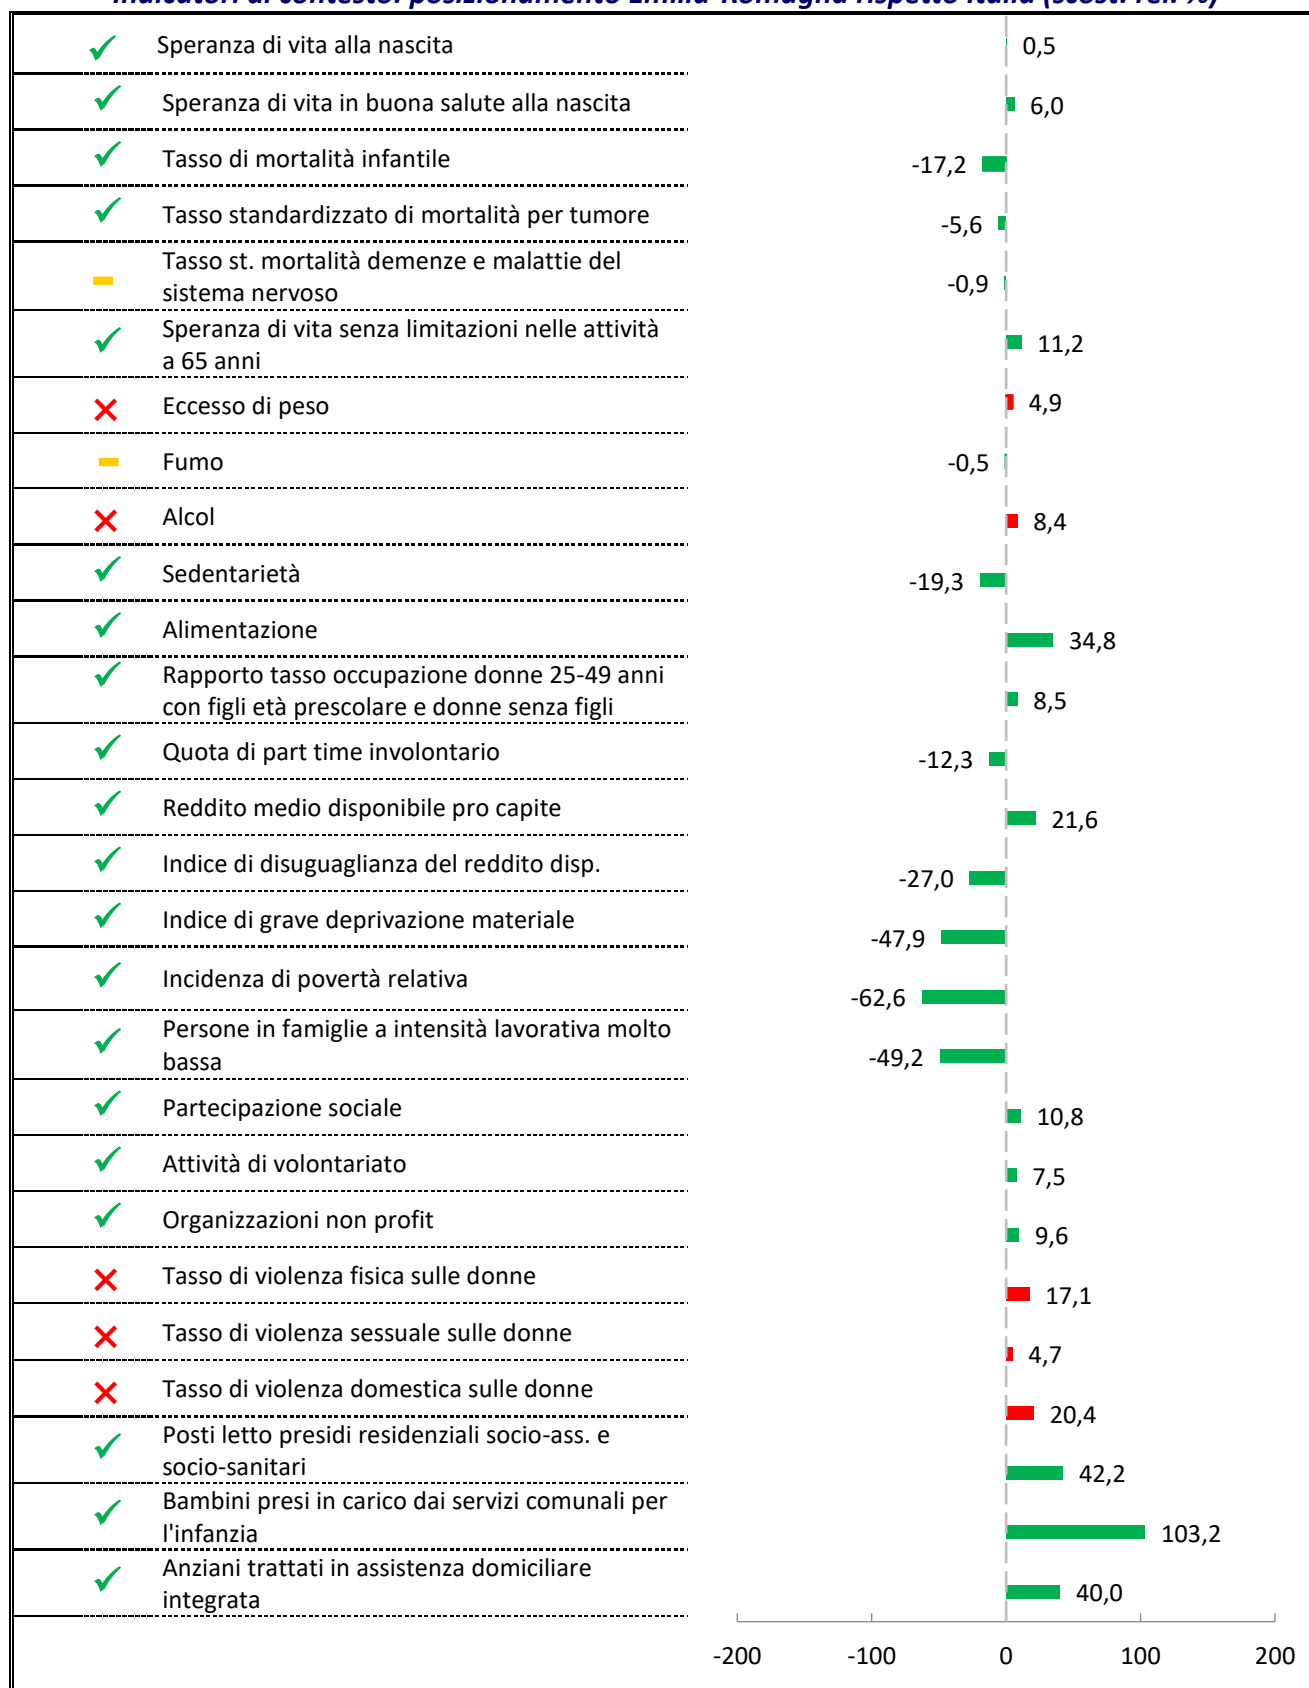 Indicatori di contesto: posizionamento Emilia-Romagna rispetto Italia (scost. rel. %)
Speranza di vita alla nascita
0,5
Speranza di vita in buona salute alla nascita
6,0
Tasso di mortalità infantile
-17,2
Tasso standardizzato di mortalità per tumore
-5,6
Tasso st. mortalità demenze e malattie del
sistema nervoso
-0,9
Speranza di vita senza limitazioni nelle attività
a 65 anni
11,2
Eccesso di peso
4,9
Fumo
-0,5
Alcol
8,4
Sedentarietà
-19,3
Alimentazione
34,8
Rapporto tasso occupazione donne 25-49 anni
con figli età prescolare e donne senza figli
8,5
Quota di part time involontario
-12,3
Reddito medio disponibile pro capite
21,6
Indice di disuguaglianza del reddito disp.
-27,0
Indice di grave deprivazione materiale
-47,9
Incidenza di povertà relativa
-62,6
Persone in famiglie a intensità lavorativa molto
bassa
-49,2
Partecipazione sociale
10,8
Attività di volontariato
7,5
Organizzazioni non profit
9,6
Tasso di violenza fisica sulle donne
17,1
Tasso di violenza sessuale sulle donne
4,7
Tasso di violenza domestica sulle donne
20,4
Posti letto presidi residenziali socio-ass. e
socio-sanitari
42,2
Bambini presi in carico dai servizi comunali per
l'infanzia
103,2
Anziani trattati in assistenza domiciliare
integrata
40,0
-200 -100 0 100 200